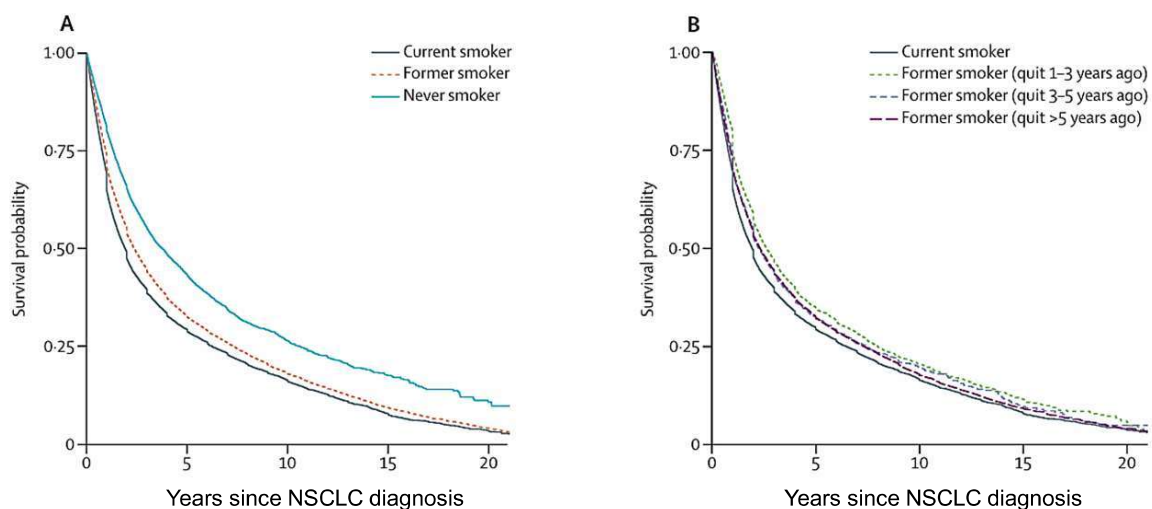 A
Current smoker
Former smoker
Never smoker
1·00
0·75
0·50
0·25
0
Survival probability
0 5 10 15 20
Years since NSCLC diagnosis
B
Current smoker
Former smoker (quit 1–3 years ago)
Former smoker (quit 3–5 years ago)
Former smoker (quit >5 years ago)
1·00
0·75
0·50
0·25
0
Survival probability
0 5 10 15 20
Years since NSCLC diagnosis